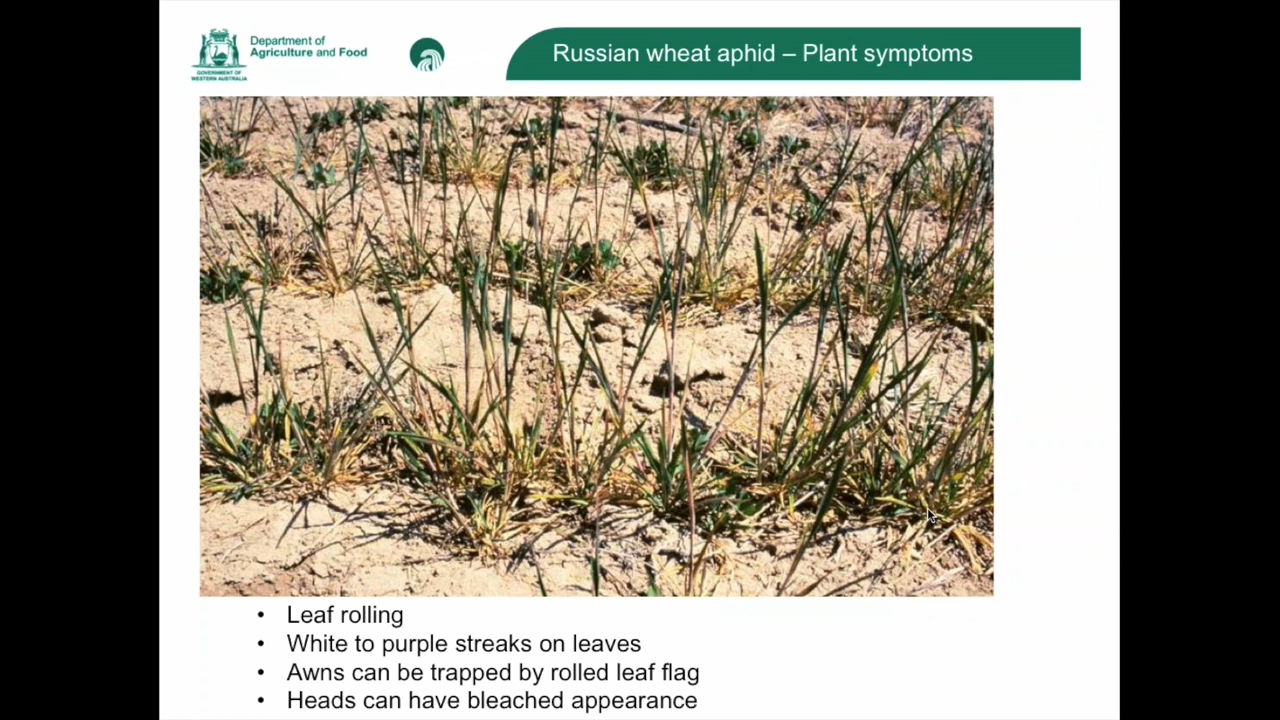 Department of
Agriculture and Food
GOVERNMENT OF
WESTERN AUSTRALIA
Russian wheat aphid – Plant symptoms
• Leaf rolling
• White to purple streaks on leaves
• Awns can be trapped by rolled leaf flag
• Heads can have bleached appearance